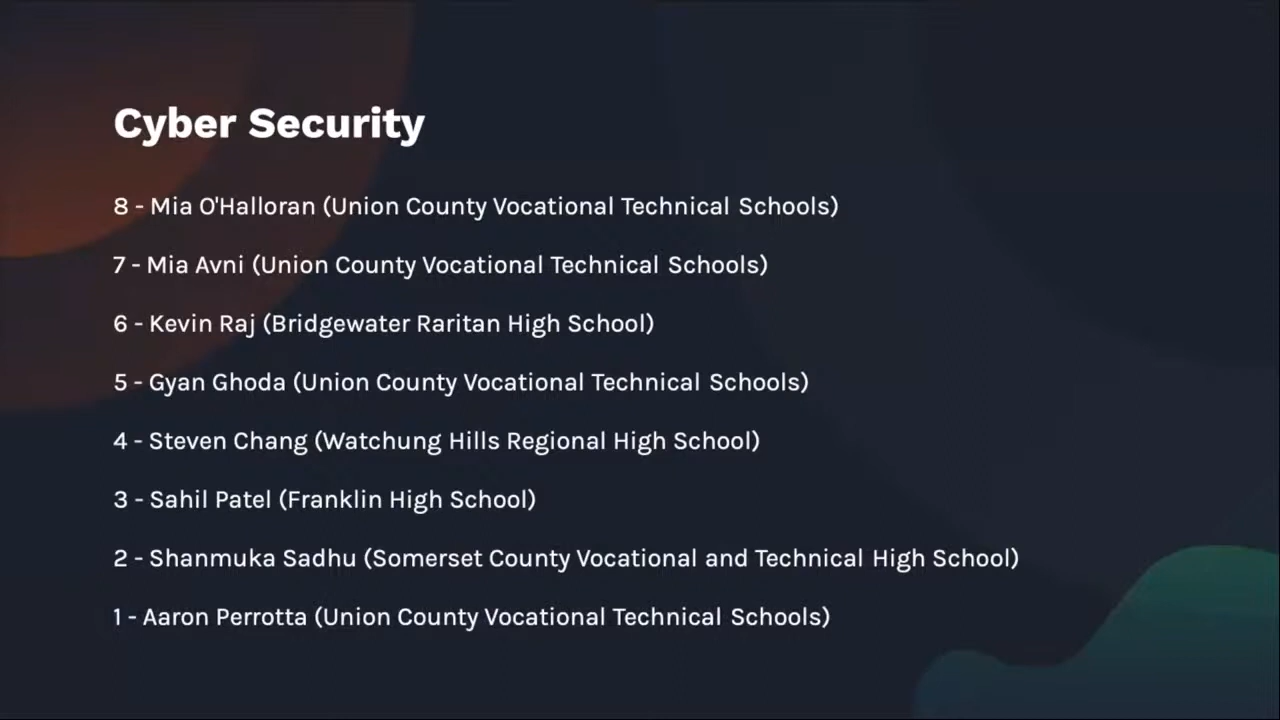 Cyber Security
8 - Mia O'Halloran (Union County Vocational Technical Schools)
7 - Mia Avni (Union County Vocational Technical Schools)
6 - Kevin Raj (Bridgewater Raritan High School)
5 - Gyan Ghoda (Union County Vocational Technical Schools)
4 - Steven Chang (Watchung Hills Regional High School)
3 - Sahil Patel (Franklin High School)
2 - Shanmuka Sadhu (Somerset County Vocational and Technical High School)
1 - Aaron Perrotta (Union County Vocational Technical Schools)